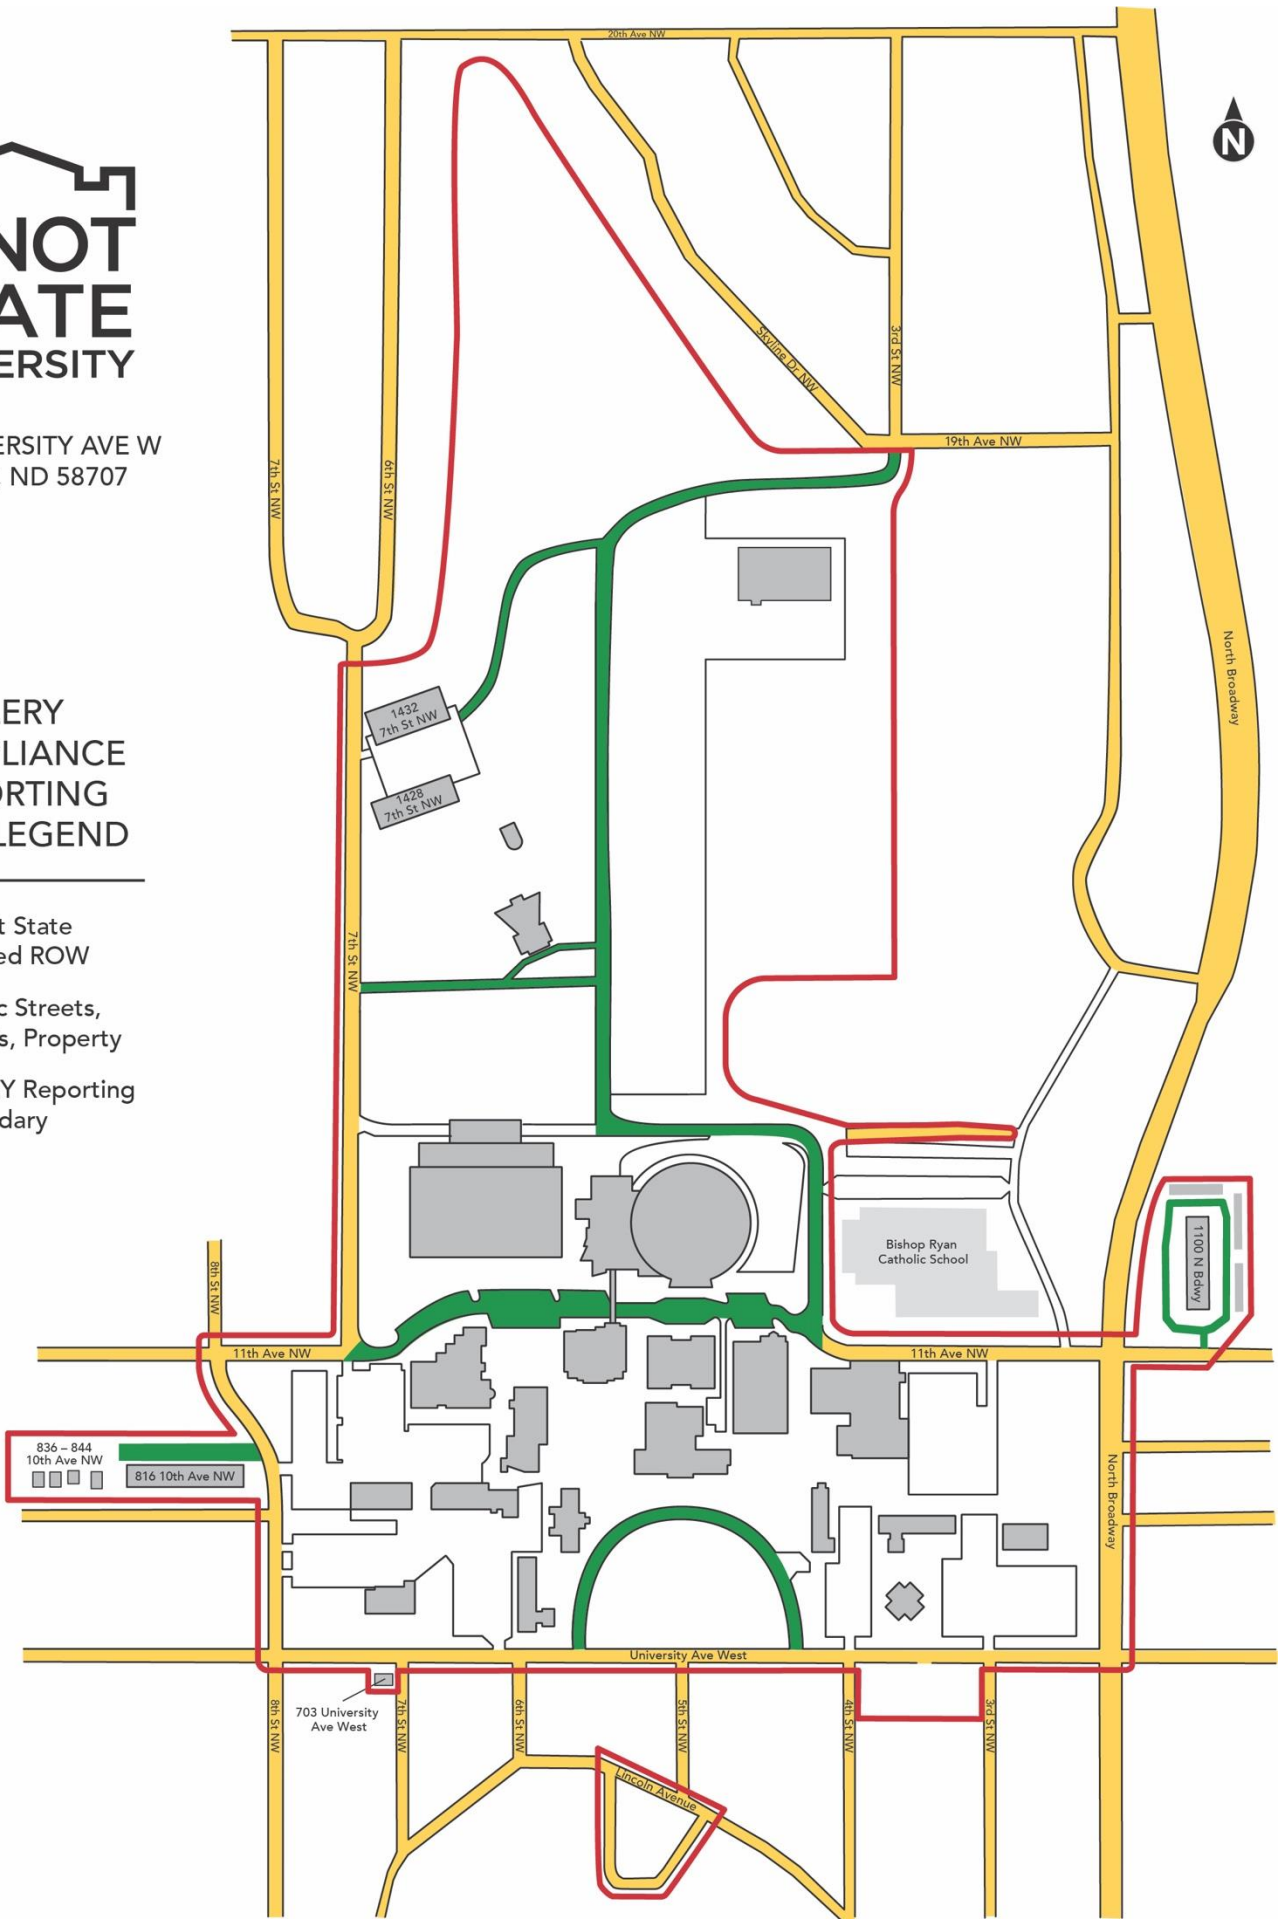 NOT
ATE
ERSITY
ERSITY AVE W
ND 58707
ERY
LIANCE
ORTING
LEGEND
t State
ed ROW
c Streets,
s, Property
Y Reporting
dary
20th Ave NW
N
Skyline Dr NW
3rd St NW
19th Ave NW
7th St NW
6th St NW
North Broadway
1432
7th St NW
1428
7th St NW
7th St NW
Bishop Ryan
Catholic School
1100 N Bdwy
8th St NW
11th Ave NW
11th Ave NW
836 – 844
10th Ave NW
816 10th Ave NW
North Broadway
University Ave West
703 University
Ave West
8th St NW
7th St NW
6th St NW
5th St NW
4th St NW
3rd St NW
Lincoln Avenue